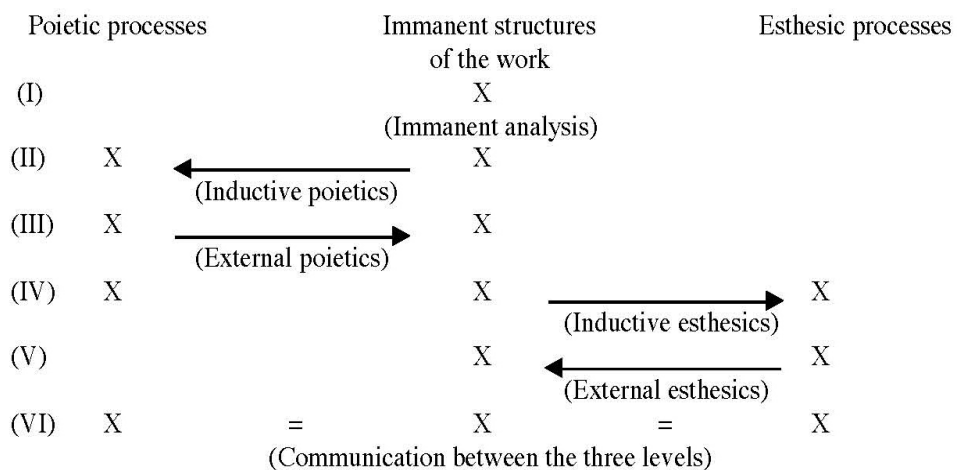 Poietic processes Immanent structures Esthesic processes
of the work
(I) X
(Immanent analysis)
(II) X X
(Inductive poietics)
(III) X X
(External poietics)
(IV) X X X
(Inductive esthesics)
(V) X X
(External esthesics)
(VI) X = X = X
(Communication between the three levels)